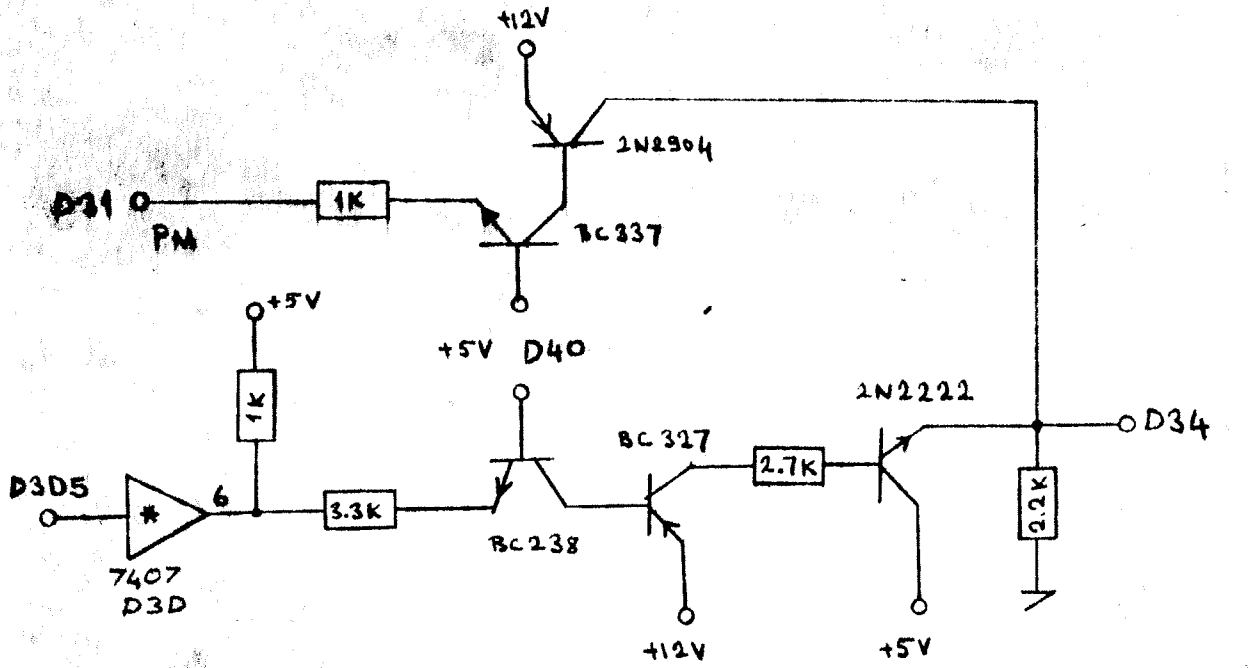 +12V
2N2904
D31
1K
PM
BC337
+5V
+5V D40
1K
2N2222
BC327
D34
D3D5
6
2.7K
*
3.3K
2.2K
BC238
7407
D3D
+12V
+5V